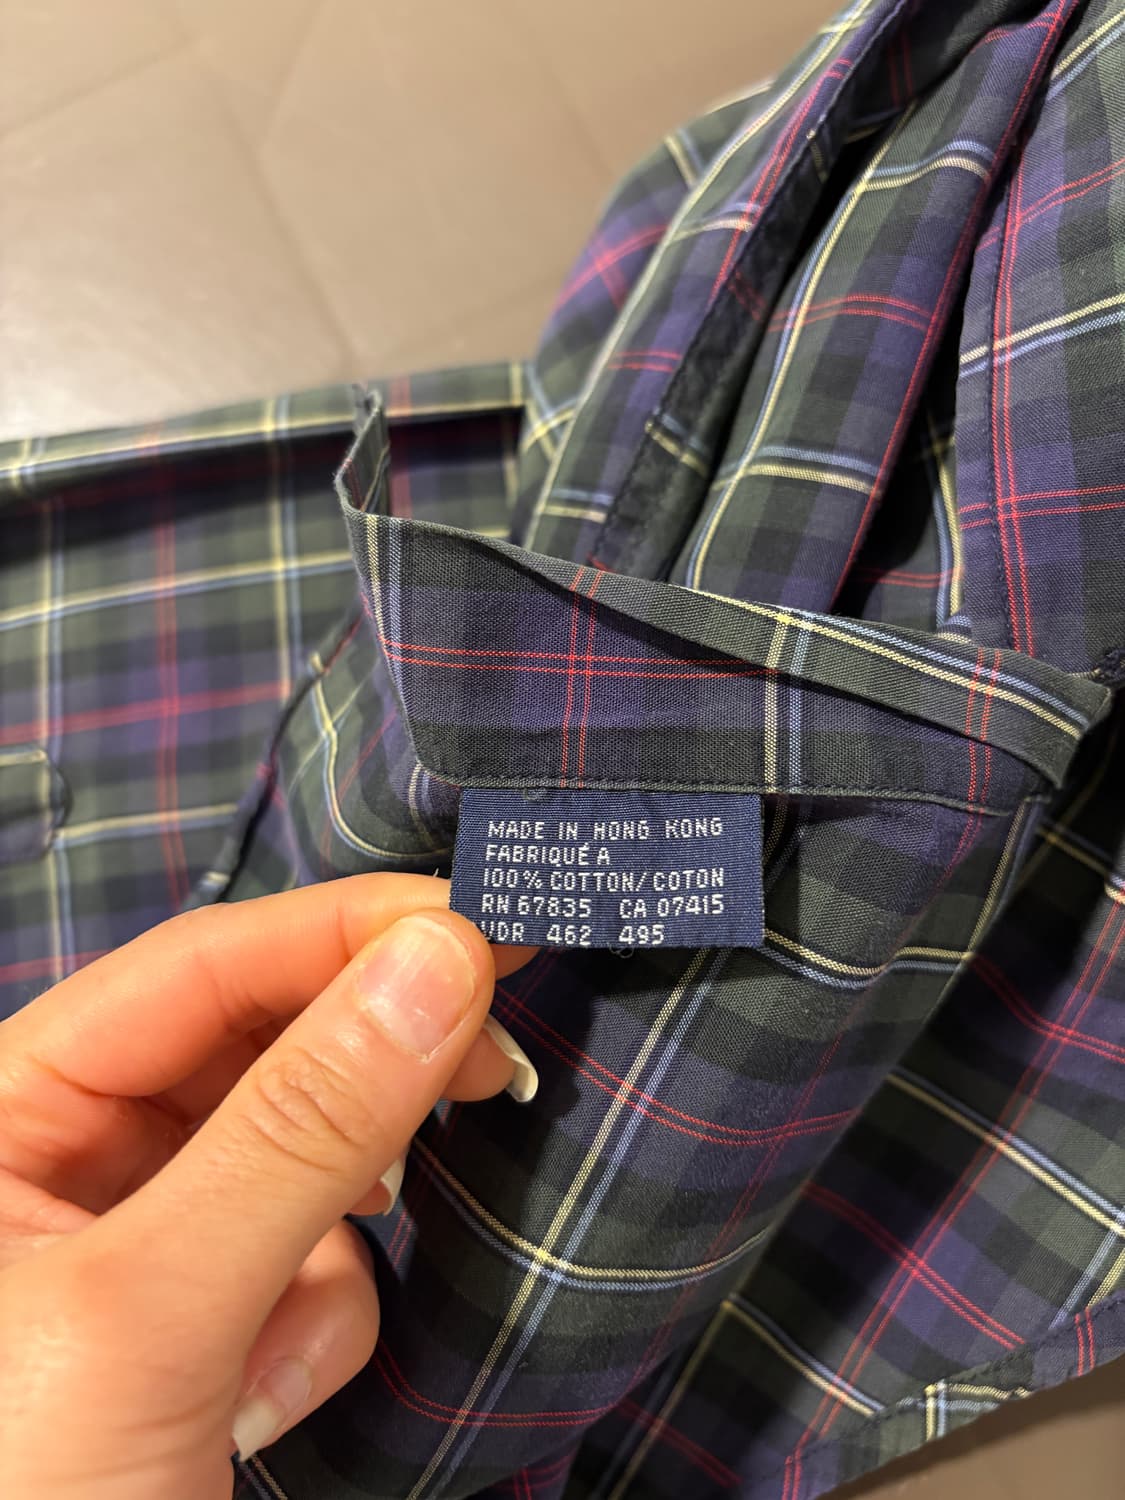 MADE IN HONG KONG
FABRIQUÉ A
100% COTTON/COTON
RN 67835 CA 07415
VDR 462 495